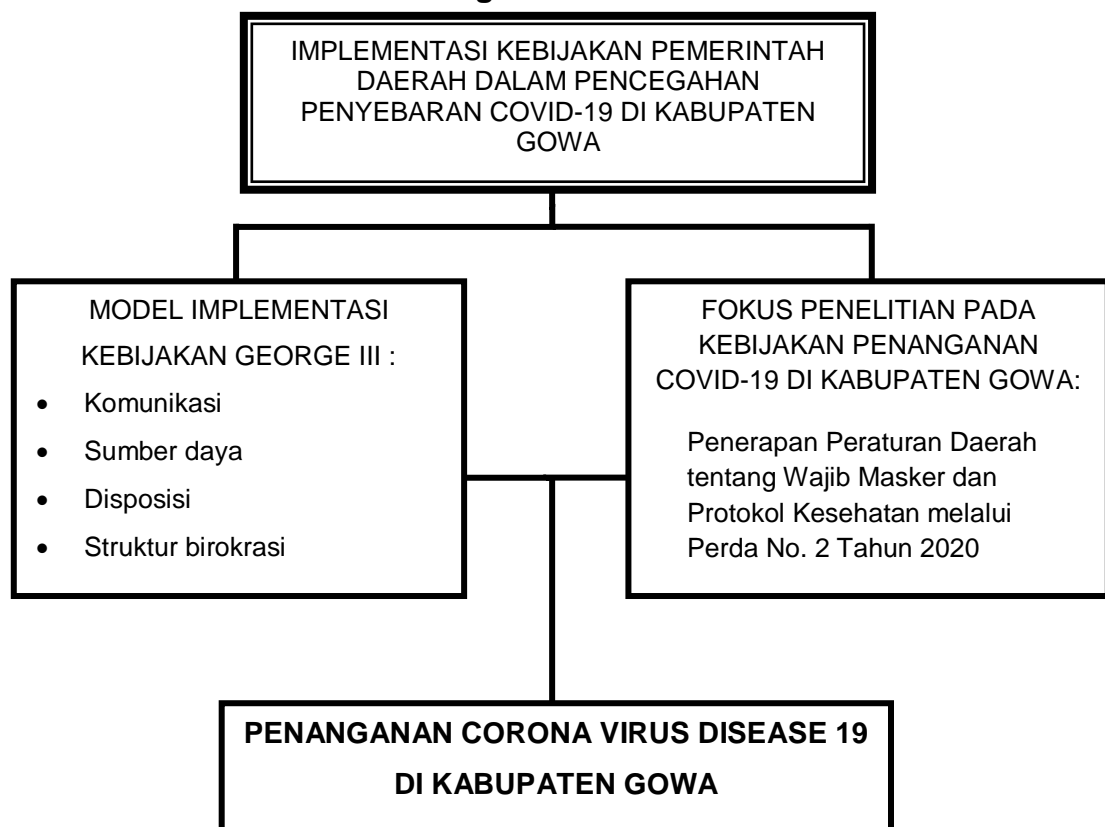 IMPLEMENTASI KEBIJAKAN PEMERINTAH
DAERAH DALAM PENCEGAHAN
PENYEBARAN COVID-19 DI KABUPATEN
GOWA
MODEL IMPLEMENTASI
KEBIJAKAN GEORGE III :
• Komunikasi
• Sumber daya
• Disposisi
• Struktur birokrasi
FOKUS PENELITIAN PADA
KEBIJAKAN PENANGANAN
COVID-19 DI KABUPATEN GOWA:
Penerapan Peraturan Daerah
tentang Wajib Masker dan
Protokol Kesehatan melalui
Perda No. 2 Tahun 2020
PENANGANAN CORONA VIRUS DISEASE 19
DI KABUPATEN GOWA